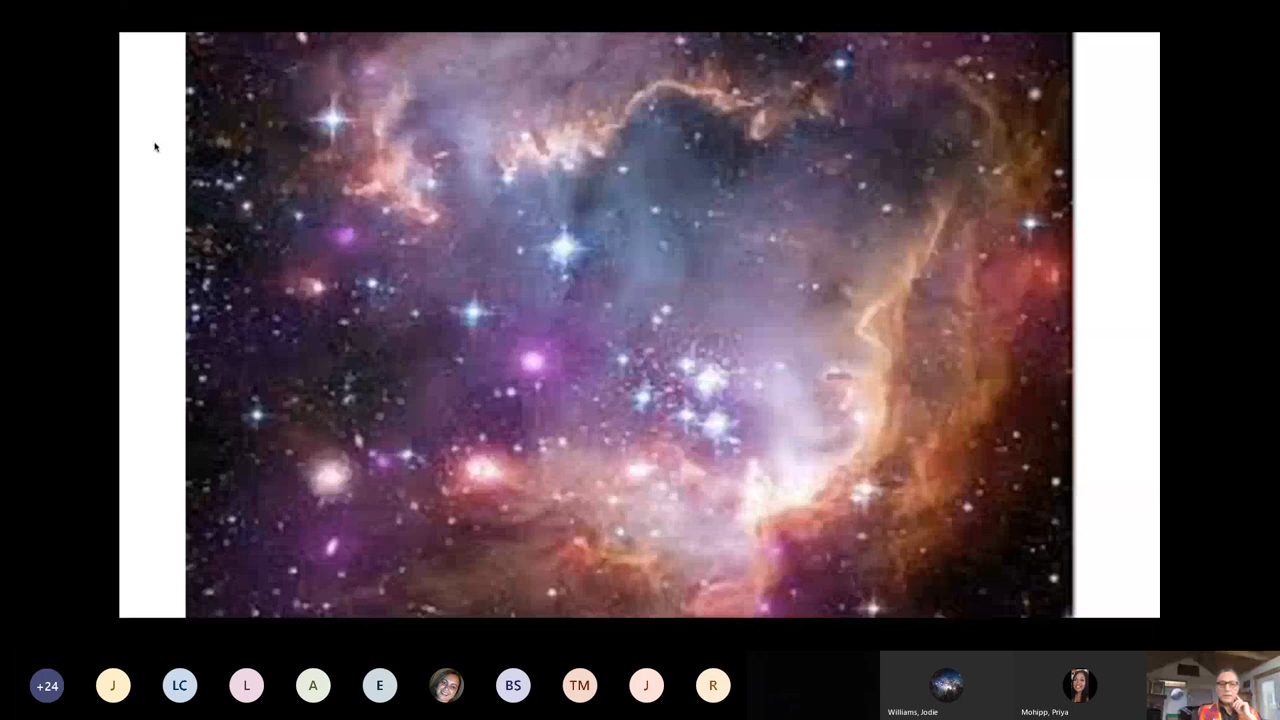 +24
J
LC
L
A
E
BS
TM
J
R
Williams, Jodie
Mohipp, Priya